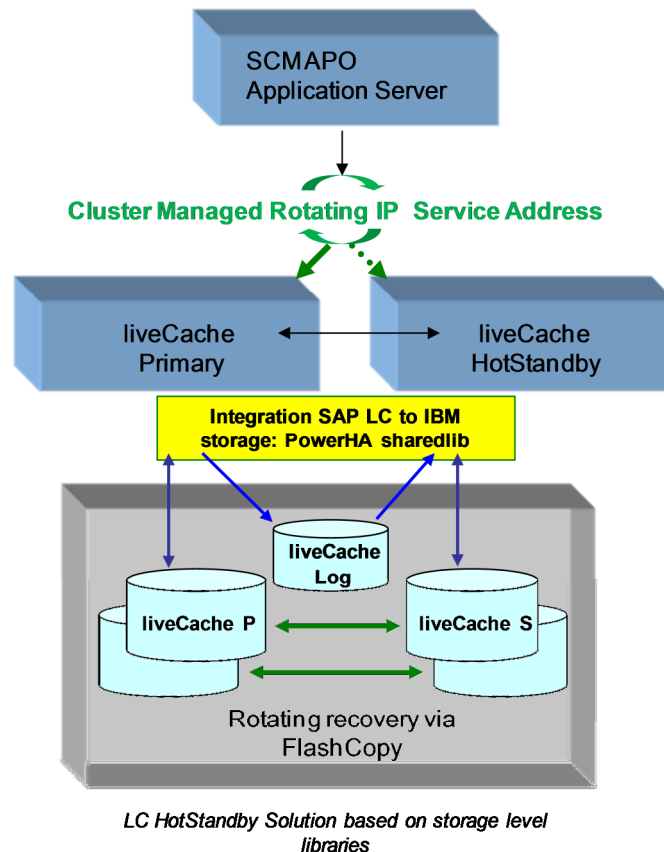 SCMAPO
Application Server
Cluster Managed Rotating IP Service Address
liveCache
Primary
liveCache
HotStandby
Integration SAP LC to IBM
storage: PowerHA sharedlib
liveCache
Log
liveCache P
liveCache S
Rotating recovery via
FlashCopy
LC HotStandby Solution based on storage level
libraries